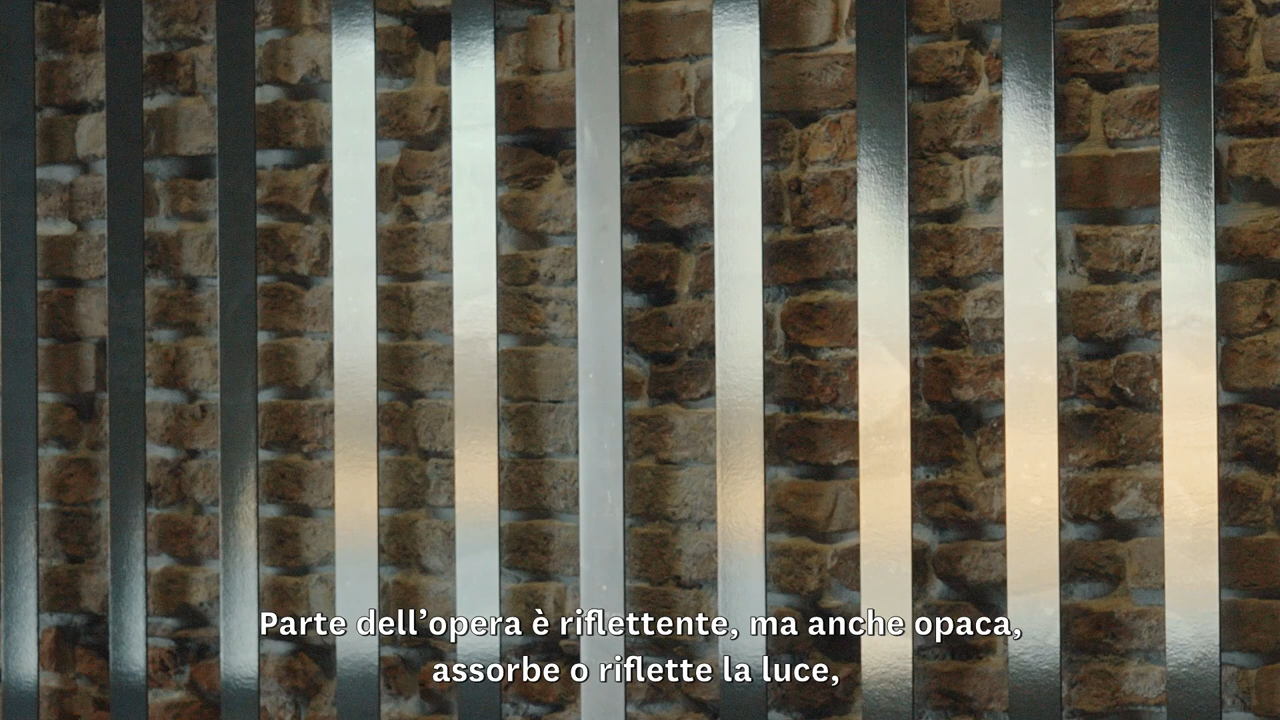 Parte dell’opera è riflettente, ma anche opaca,
assorbe o riflette la luce,